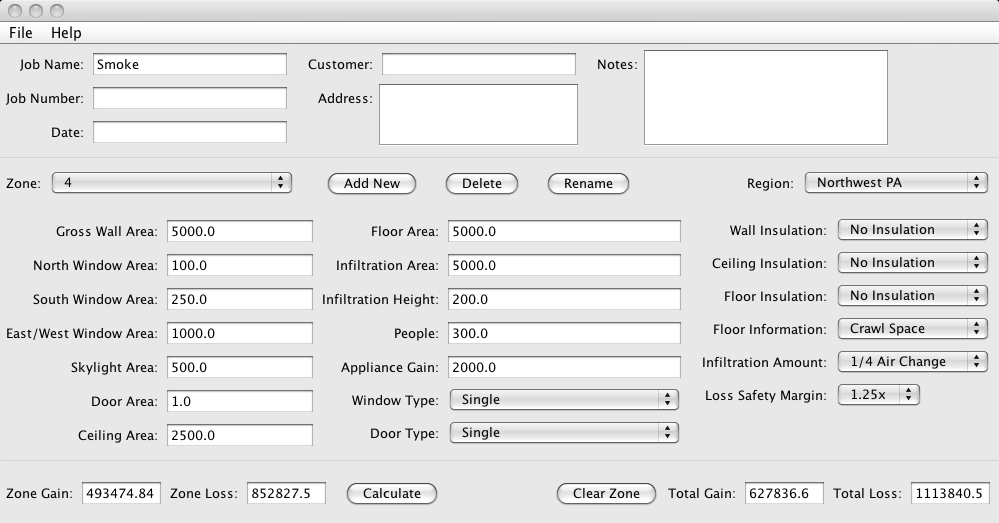 File Help
Job Name: Smoke Customer: Notes:
Job Number: Address:
Date:
Zone: 4 Add New Delete Rename Region: Northwest PA
Gross Wall Area: 5000.0 Floor Area: 5000.0 Wall Insulation: No Insulation
North Window Area: 100.0 Infiltration Area: 5000.0 Ceiling Insulation: No Insulation
South Window Area: 250.0 Infiltration Height: 200.0 Floor Insulation: No Insulation
East/West Window Area: 1000.0 People: 300.0 Floor Information: Crawl Space
Skylight Area: 500.0 Appliance Gain: 2000.0 Infiltration Amount: 1/4 Air Change
Door Area: 1.0 Window Type: Single Loss Safety Margin: 1.25x
Ceiling Area: 2500.0 Door Type: Single
Zone Gain: 493474.84 Zone Loss: 852827.5 Calculate Clear Zone Total Gain: 627836.6 Total Loss: 1113840.5